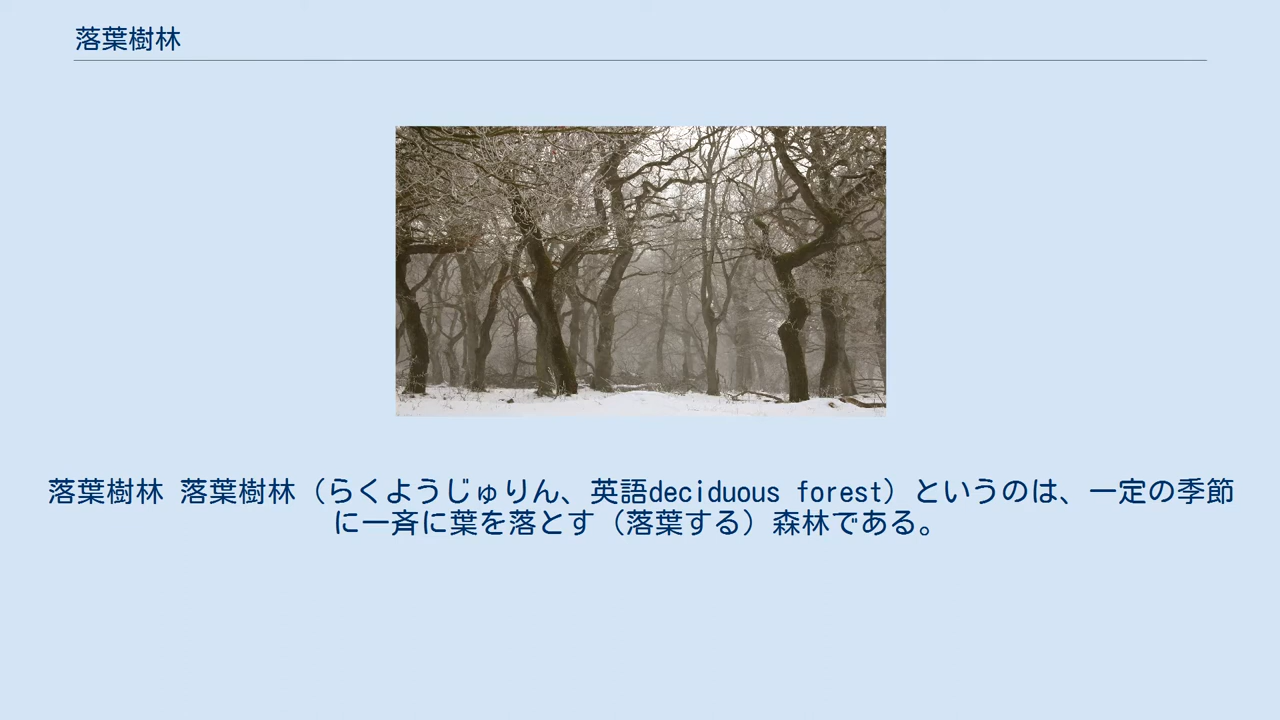 落葉樹林
落葉樹林 落葉樹林（らくようじゅりん、英語deciduous forest）というのは、一定の季節
に一斉に葉を落とす（落葉する）森林である。